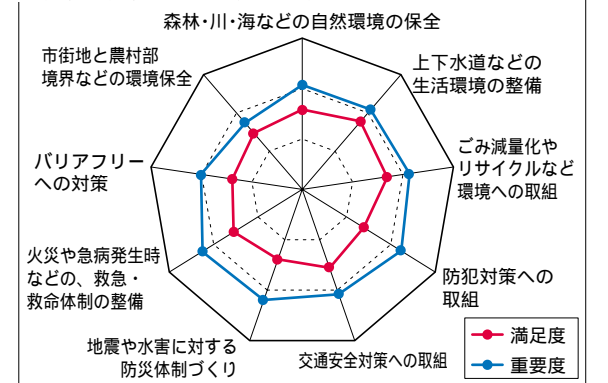 森林・川・海などの自然環境の保全
市街地と農村部
境界などの環境保全
上下水道などの
生活環境の整備
ごみ減量化や
リサイクルなど
環境への取組
バリアフリー
への対策
火災や急病発生時
などの、救急・
救命体制の整備
防犯対策への
取組
地震や水害に対する
防災体制づくり
交通安全対策への取組
満足度
重要度